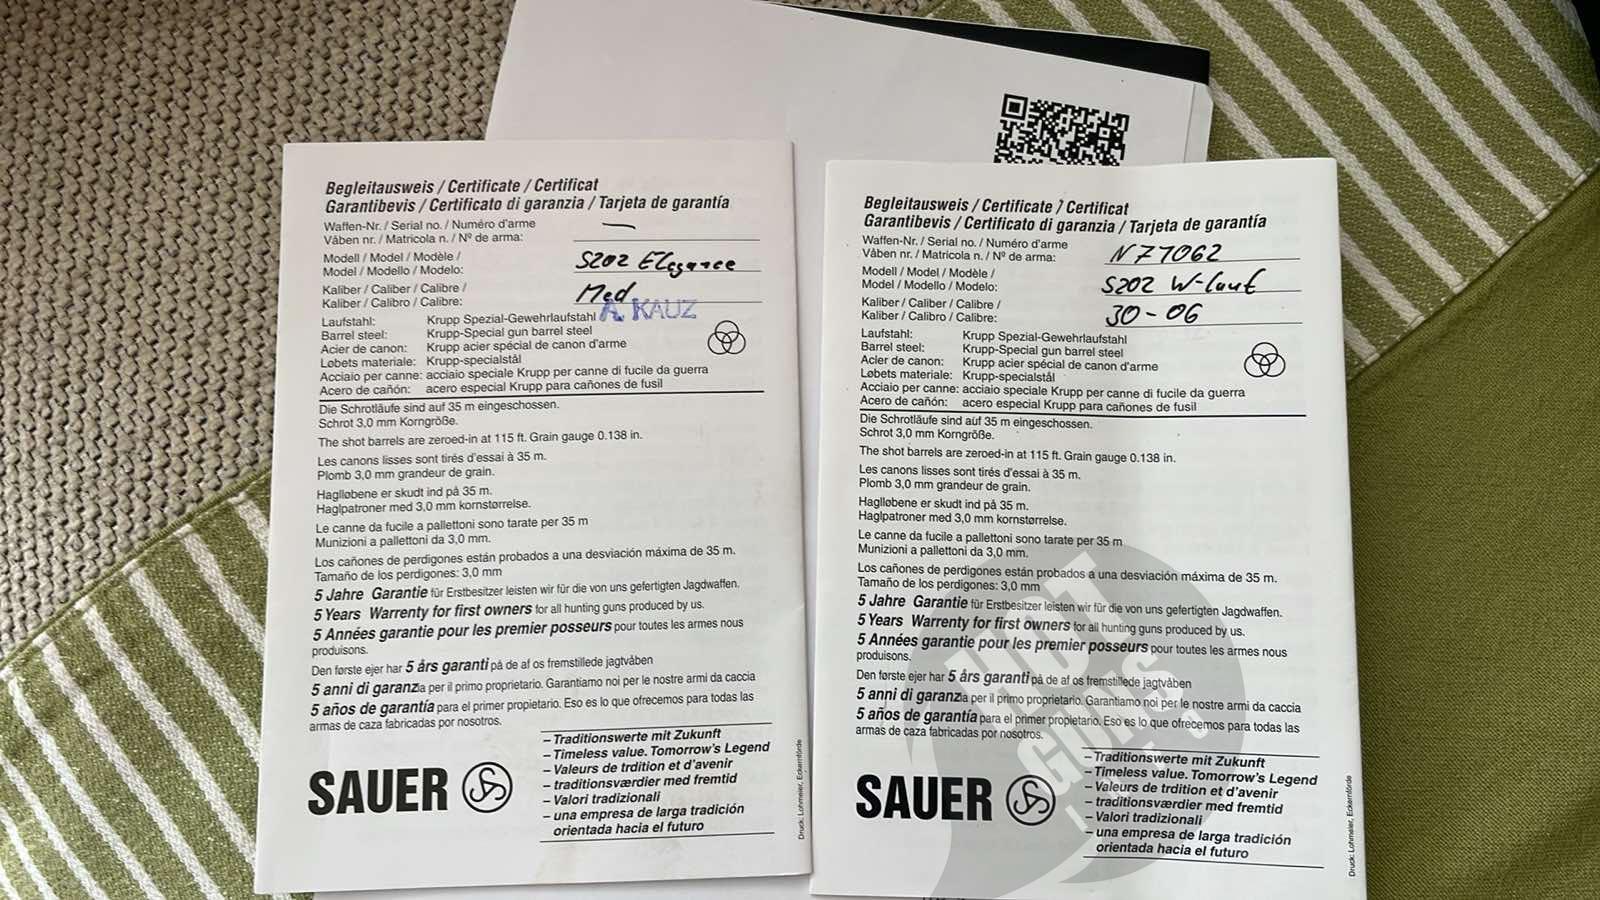 Begleitausweis / Certificate / Certificat
Garantibevis / Certificato di garanzia / Tarjeta de garantía
Waffen-Nr. / Serial no. / Numéro d'arme
Våben nr. / Matricola n. / Nº de arma: —
Modell / Model / Modèle /
Model / Modello / Modelo: S202 Elegance
Kaliber / Caliber / Calibre /
Kaliber / Calibro / Calibre: Med
A. KAUZ
Laufstahl: Krupp Spezial-Gewehrlaufstahl
Barrel steel: Krupp-Special gun barrel steel
Acier de canon: Krupp acier spécial de canon d'arme
Løbets materiale: Krupp-specialstål
Acciaio per canne: acciaio speciale Krupp per canne di fucile da guerra
Acero de cañón: acero especial Krupp para cañones de fusil
Die Schrotläufe sind auf 35 m eingeschossen.
Schrot 3,0 mm Korngröße.
The shot barrels are zeroed-in at 115 ft. Grain gauge 0.138 in.
Les canons lisses sont tirés d'essai à 35 m.
Plomb 3,0 mm grandeur de grain.
Hagiløbene er skudt ind på 35 m.
Haglpatroner med 3,0 mm kornstørrelse.
Le canne da fucile a pallettoni sono tarate per 35 m
Munizioni a pallettoni da 3,0 mm.
Los cañones de perdigones están probados a una desviación máxima de 35 m.
Tamaño de los perdigones: 3,0 mm
5 Jahre Garantie für Erstbesitzer leisten wir für die von uns gefertigten Jagdwaffen.
5 Years Warrenty for first owners for all hunting guns produced by us.
5 Années garantie pour les premier posseurs pour toutes les armes nous
produisons.
Den første ejer har 5 års garanti på de af os fremstillede jagtvåben
5 anni di garanzia per il primo proprietario. Garantiamo noi per le nostre armi da caccia
5 años de garantía para el primer propietario. Eso es lo que ofrecemos para todas las
armas de caza fabricadas por nosotros.
– Traditionswerte mit Zukunft
– Timeless value. Tomorrow's Legend
– Valeurs de trdition et d'avenir
– traditionsværdier med fremtid
– Valori tradizionali
– una empresa de larga tradición
orientada hacia el futuro
SAUER
Druck: Lohmeier, Eckernförde
Begleitausweis / Certificate / Certificat
Garantibevis / Certificato di garanzia / Tarjeta de garantía
Waffen-Nr. / Serial no. / Numéro d'arme
Våben nr. / Matricola n. / Nº de arma: N77062
Modell / Model / Modèle /
Model / Modello / Modelo: S202 W-Lauf
Kaliber / Caliber / Calibre /
Kaliber / Calibro / Calibre: 30-06
Laufstahl: Krupp Spezial-Gewehrlaufstahl
Barrel steel: Krupp-Special gun barrel steel
Acier de canon: Krupp acier spécial de canon d'arme
Løbets materiale: Krupp-specialstål
Acciaio per canne: acciaio speciale Krupp per canne di fucile da guerra
Acero de cañón: acero especial Krupp para cañones de fusil
Die Schrotläufe sind auf 35 m eingeschossen.
Schrot 3,0 mm Korngröße.
The shot barrels are zeroed-in at 115 ft. Grain gauge 0.138 in.
Les canons lisses sont tirés d'essai à 35 m.
Plomb 3,0 mm grandeur de grain.
Hagiløbene er skudt ind på 35 m.
Haglpatroner med 3,0 mm kornstørrelse.
Le canne da fucile a pallettoni sono tarate per 35 m
Munizioni a pallettoni da 3,0 mm.
Los cañones de perdigones están probados a una desviación máxima de 35 m.
Tamaño de los perdigones: 3,0 mm
5 Jahre Garantie für Erstbesitzer leisten wir für die von uns gefertigten Jagdwaffen.
5 Years Warrenty for first owners for all hunting guns produced by us.
5 Années garantie pour les premier posseurs pour toutes les armes nous
produisons.
Den første ejer har 5 års garanti på de af os fremstillede jagtvåben
5 anni di garanzia per il primo proprietario. Garantiamo noi per le nostre armi da caccia
5 años de garantía para el primer propietario. Eso es lo que ofrecemos para todas las
armas de caza fabricadas por nosotros.
– Traditionswerte mit Zukunft
– Timeless value. Tomorrow's Legend
– Valeurs de trdition et d'avenir
– traditionsværdier med fremtid
– Valori tradizionali
– una empresa de larga tradición
orientada hacia el futuro
SAUER
Druck: Lohmeier, Eckernförde
HOT
GUNS